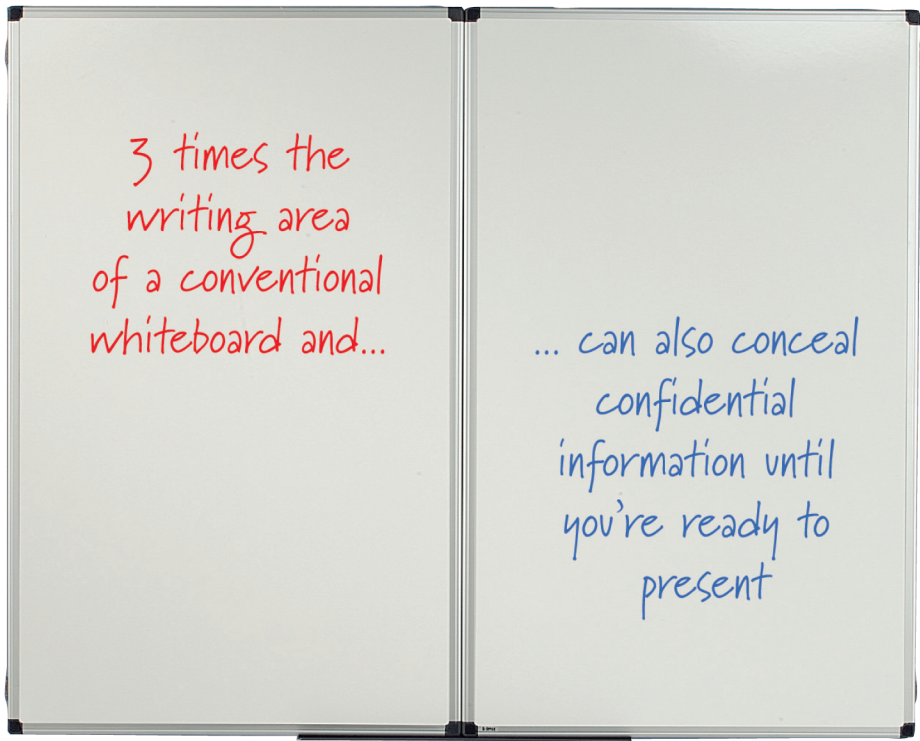 3 times the
writing area
of a conventional
whiteboard and...
... can also conceal
confidential
information until
you're ready to
present